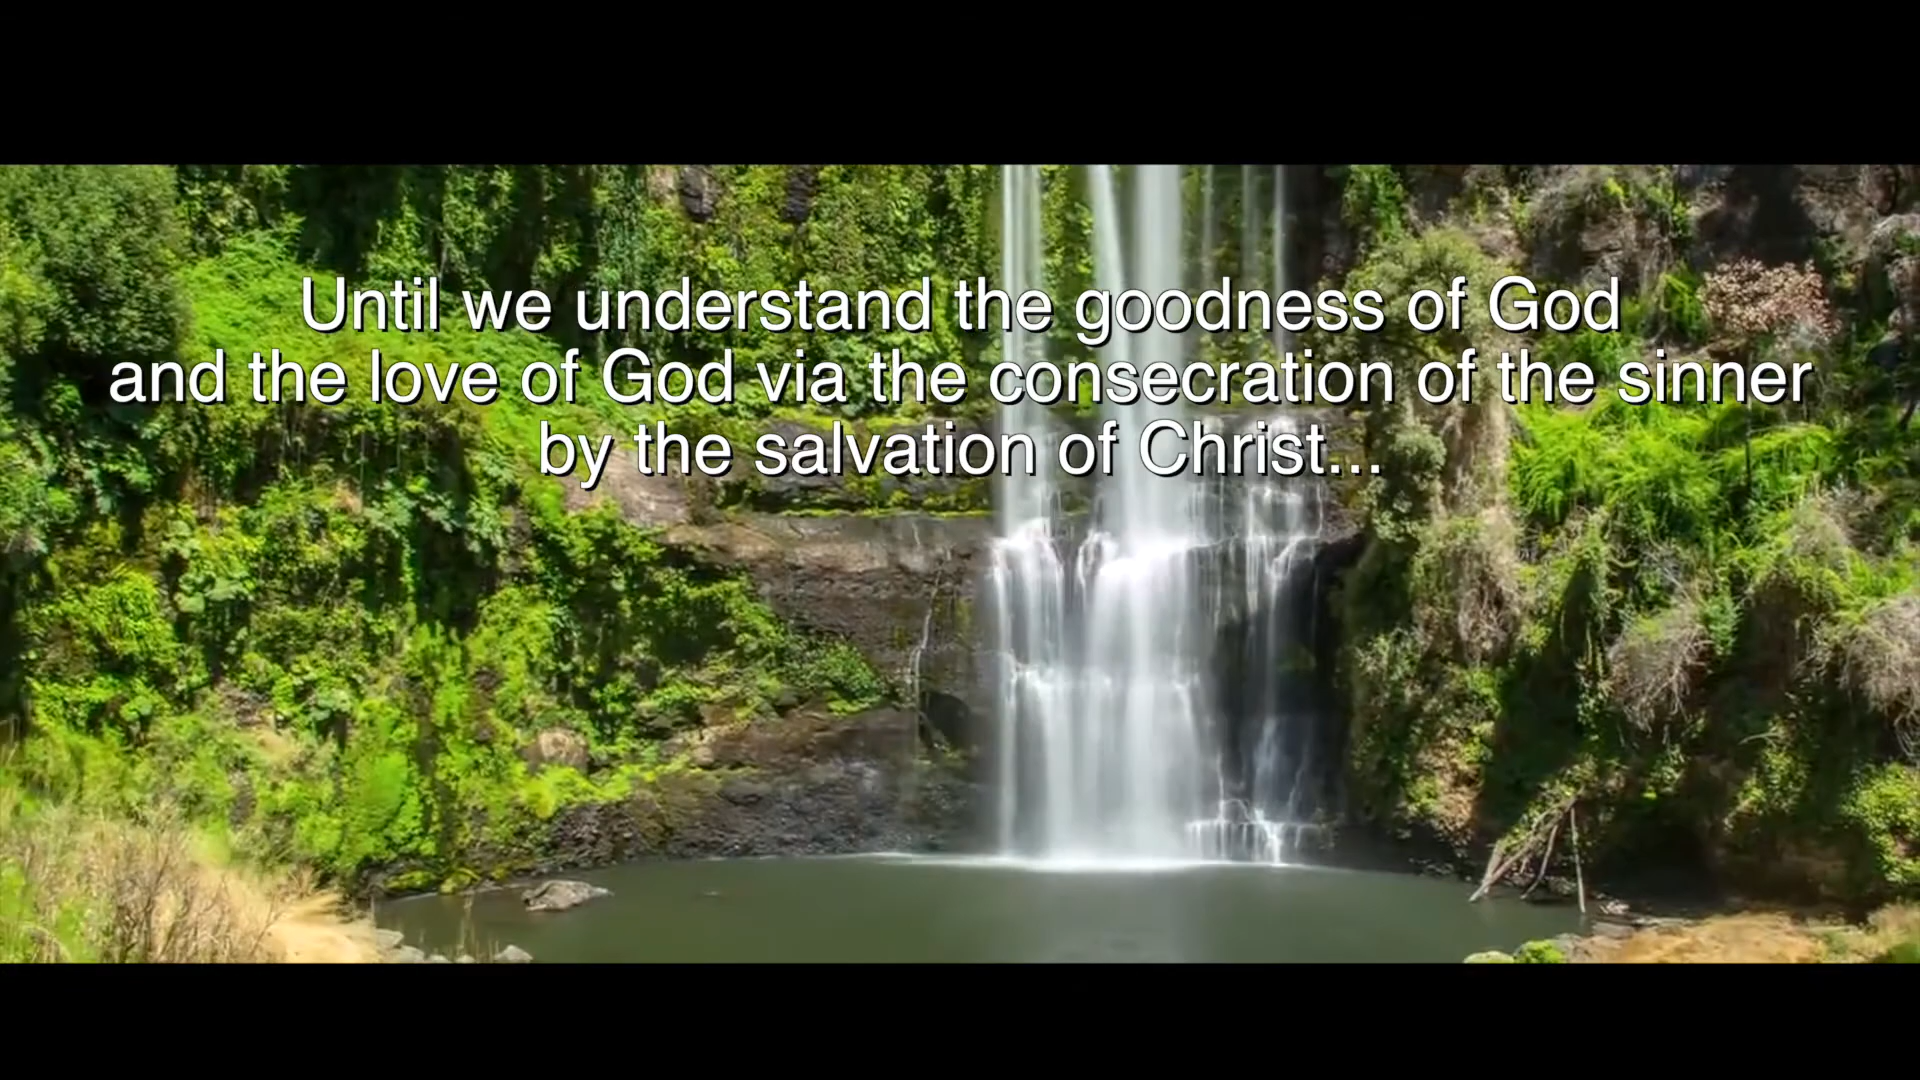 Until we understand the goodness of God
and the love of God via the consecration of the sinner
by the salvation of Christ...